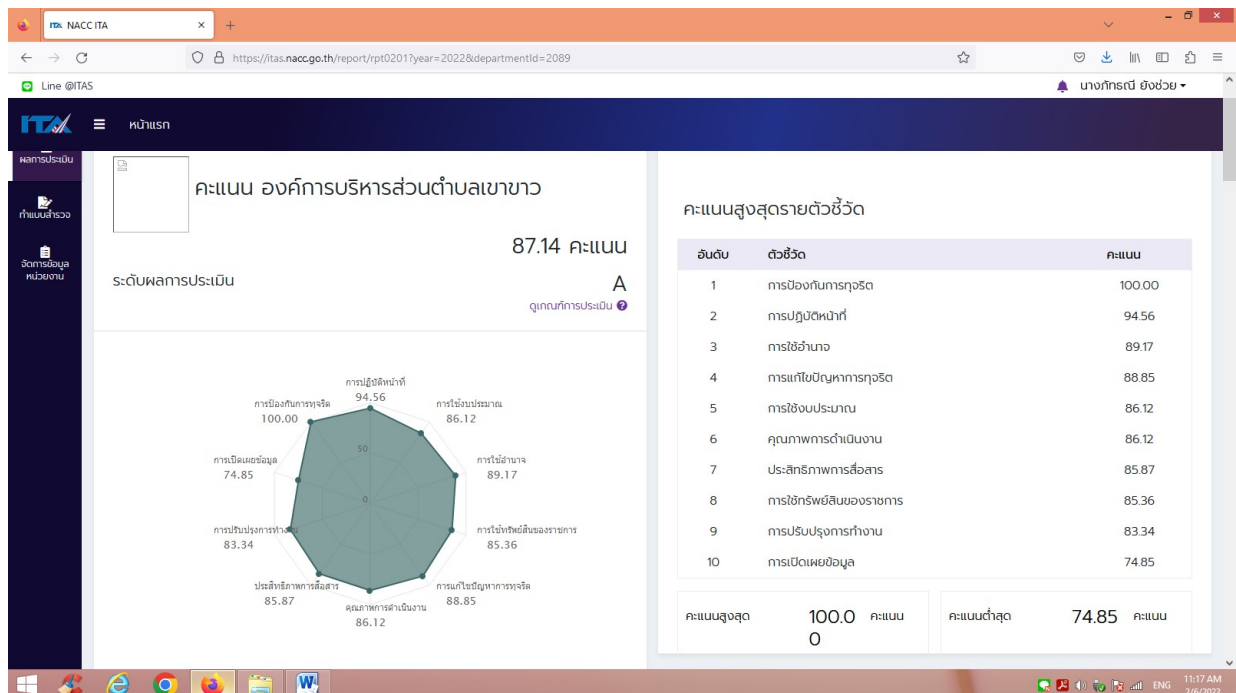 ITA NACC ITA
https://itas.nacc.go.th/report/rpt0201?year=2022&departmentId=2089
Line @ITAS
นางภัทรณี ยังช่วย
ITA
หน้าแรก
ผลการประเมิน
ทำแบบสำรวจ
จัดการข้อมูล
หน่วยงาน
คะแนน องค์การบริหารส่วนตำบลเขาขาว
87.14 คะแนน
ระดับผลการประเมิน
A
ดูเกณฑ์การประเมิน
การปฏิบัติหน้าที่
94.56
การใช้งบประมาณ
86.12
การใช้อำนาจ
89.17
การใช้ทรัพย์สินของราชการ
85.36
การแก้ไขปัญหาการทุจริต
88.85
คุณภาพการดำเนินงาน
86.12
ประสิทธิภาพการสื่อสาร
85.87
การปรับปรุงการทำงาน
83.34
การเปิดเผยข้อมูล
74.85
การป้องกันการทุจริต
100.00
50
0
คะแนนสูงสุดรายตัวชี้วัด
อันดับ ตัวชี้วัด คะแนน
1 การป้องกันการทุจริต 100.00
2 การปฏิบัติหน้าที่ 94.56
3 การใช้อำนาจ 89.17
4 การแก้ไขปัญหาการทุจริต 88.85
5 การใช้งบประมาณ 86.12
6 คุณภาพการดำเนินงาน 86.12
7 ประสิทธิภาพการสื่อสาร 85.87
8 การใช้ทรัพย์สินของราชการ 85.36
9 การปรับปรุงการทำงาน 83.34
10 การเปิดเผยข้อมูล 74.85
คะแนนสูงสุด 100.0 คะแนน
0
คะแนนต่ำสุด 74.85 คะแนน
ENG
11:17 AM